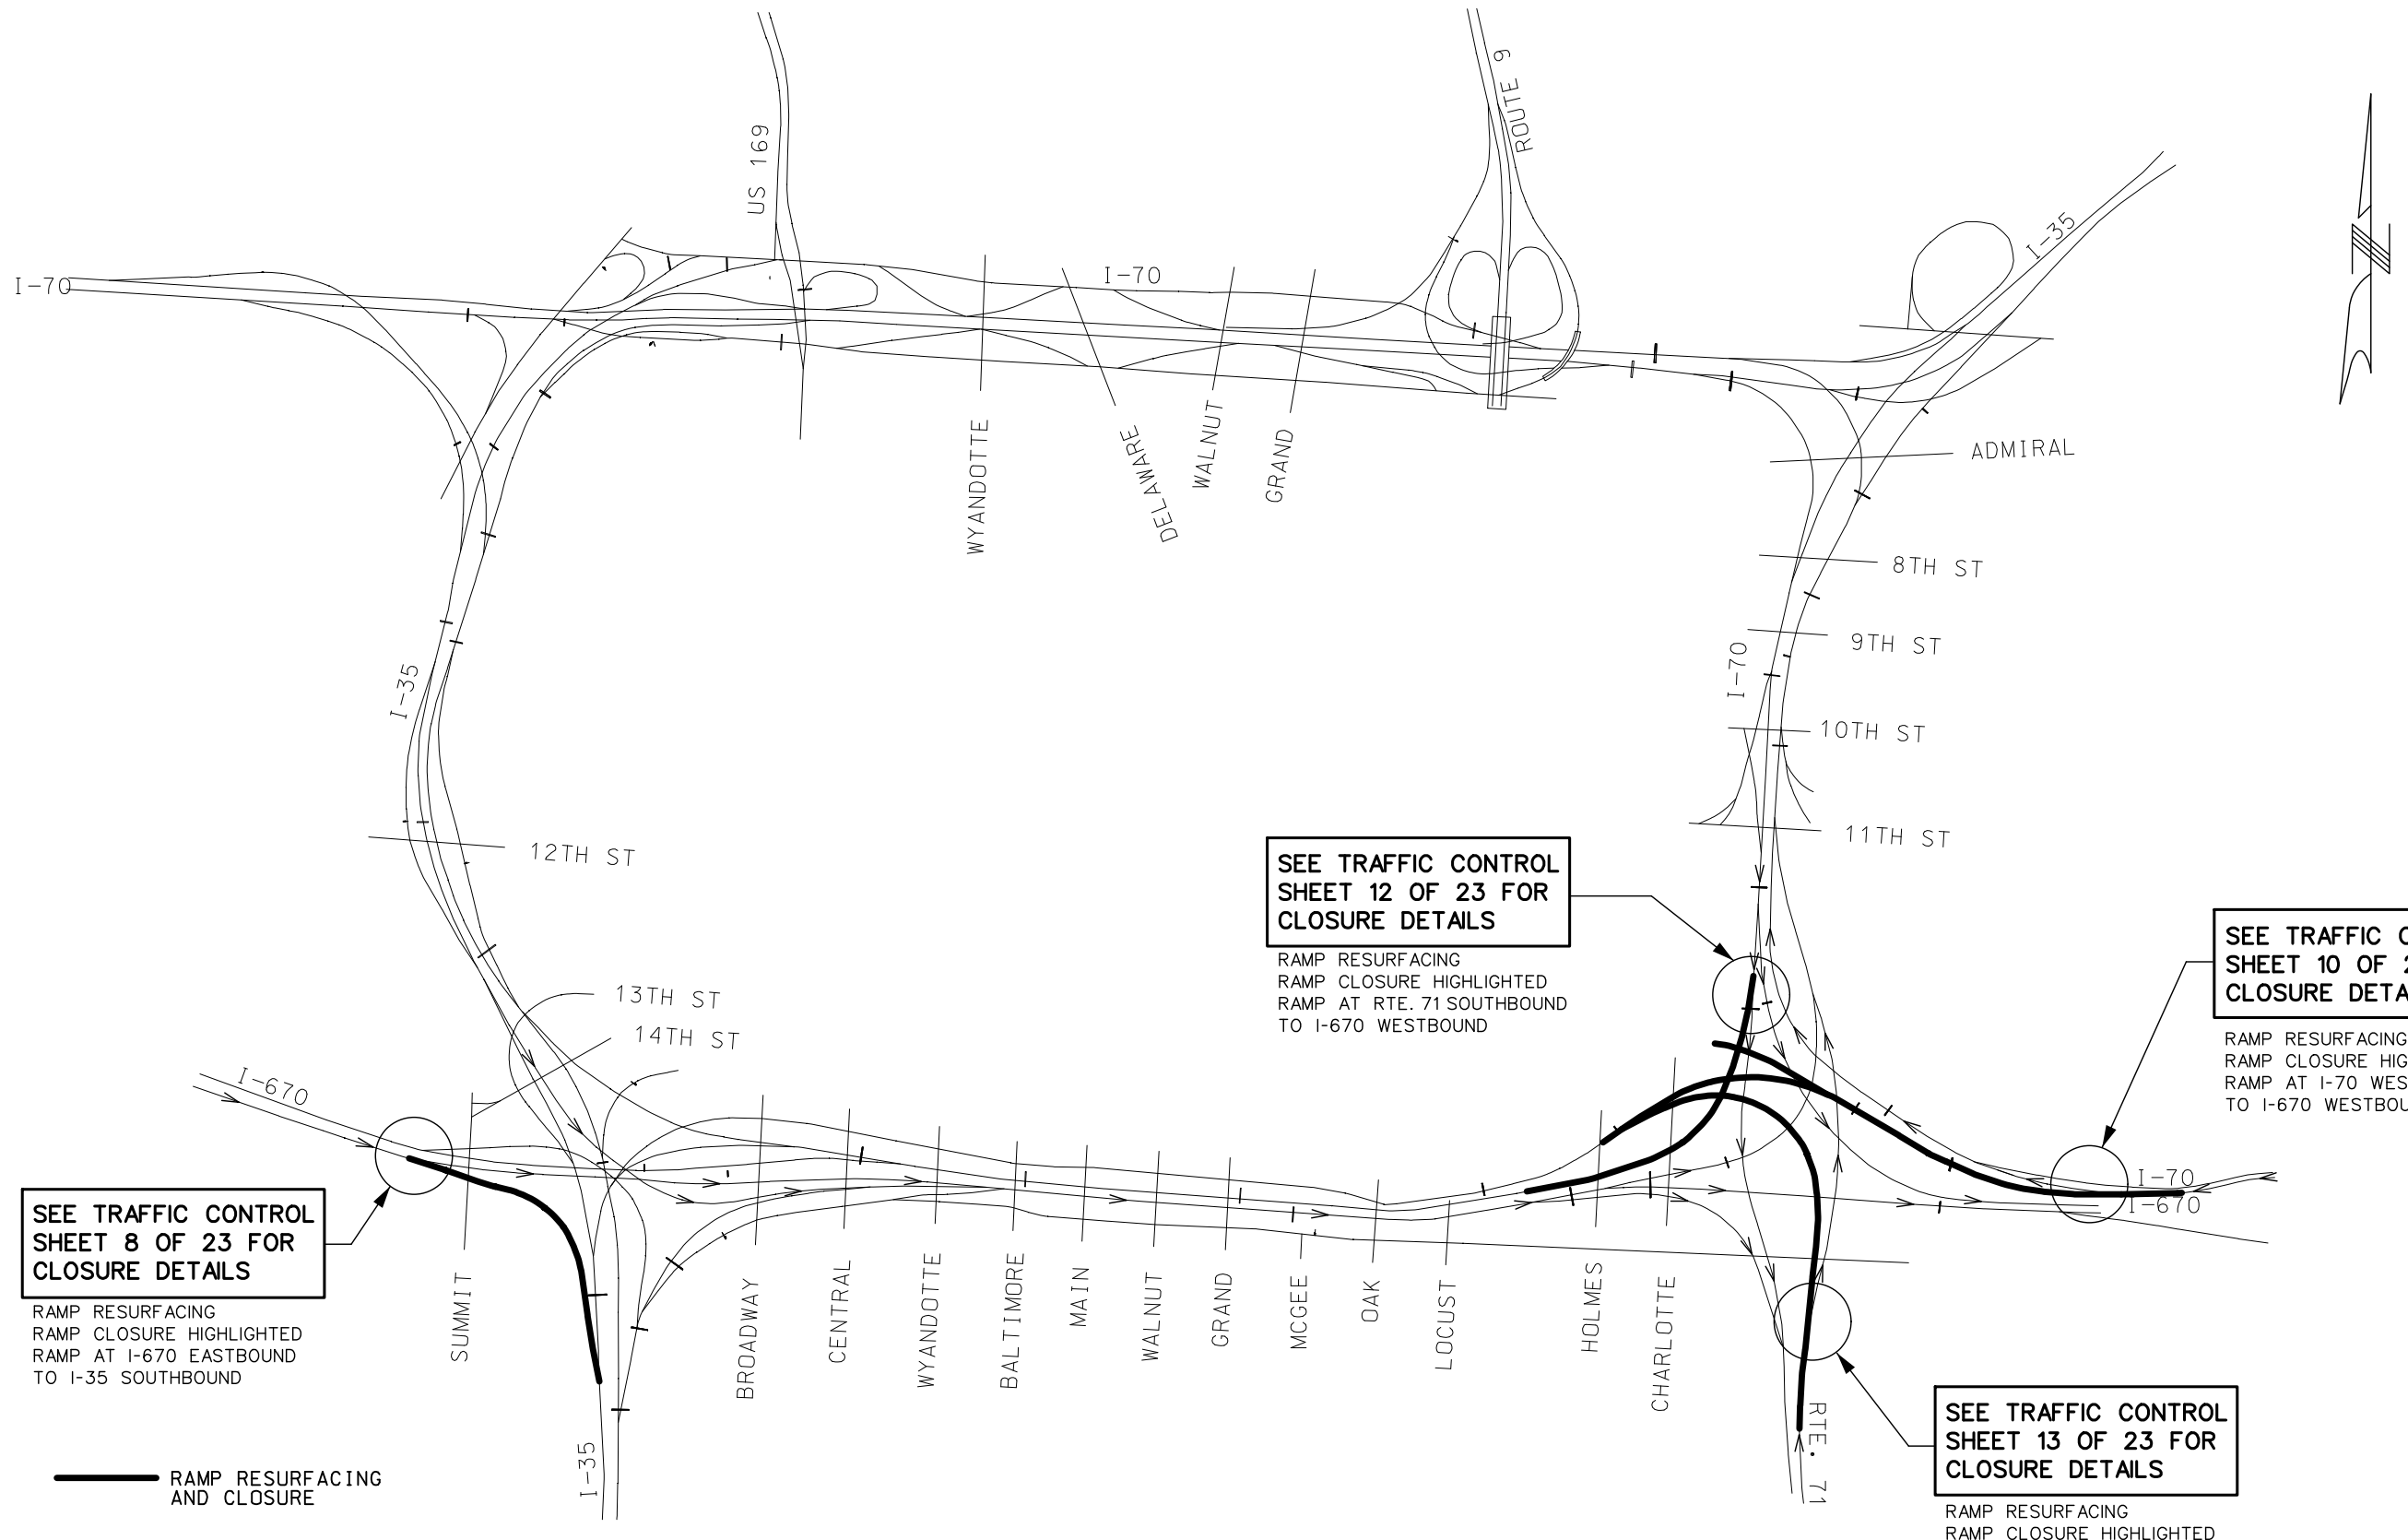 US 169
ROUTE 9
I-70
I-70
I-35
WYANDOTTE
DELAWARE
WALNUT
GRAND
ADMIRAL
8TH ST
9TH ST
I-70
10TH ST
11TH ST
I-35
12TH ST
13TH ST
14TH ST
I-670
SEE TRAFFIC CONTROL
SHEET 12 OF 23 FOR
CLOSURE DETAILS
RAMP RESURFACING
RAMP CLOSURE HIGHLIGHTED
RAMP AT RTE. 71 SOUTHBOUND
TO I-670 WESTBOUND
SEE TRAFFIC
SHEET 10 OF
CLOSURE
RAMP RESURFACING
RAMP CLOSURE
RAMP AT I-70
TO I-670
I-70
I-670
SEE TRAFFIC CONTROL
SHEET 8 OF 23 FOR
CLOSURE DETAILS
RAMP RESURFACING
RAMP CLOSURE HIGHLIGHTED
RAMP AT I-670 EASTBOUND
TO I-35 SOUTHBOUND
SUMMIT
BROADWAY
CENTRAL
WYANDOTTE
BALTIMORE
MAIN
WALNUT
GRAND
MCGEE
OAK
LOCUST
HOLMES
CHARLOTTE
I-35
RTE. 71
SEE TRAFFIC CONTROL
SHEET 13 OF 23 FOR
CLOSURE DETAILS
RAMP RESURFACING
RAMP CLOSURE HIGHLIGHTED
RAMP RESURFACING
AND CLOSURE
N